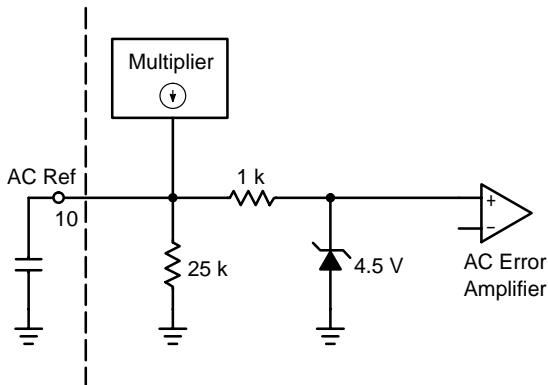 Multiplier
AC Ref
10
1 k
+
−
25 k
4.5 V
AC Error
Amplifier